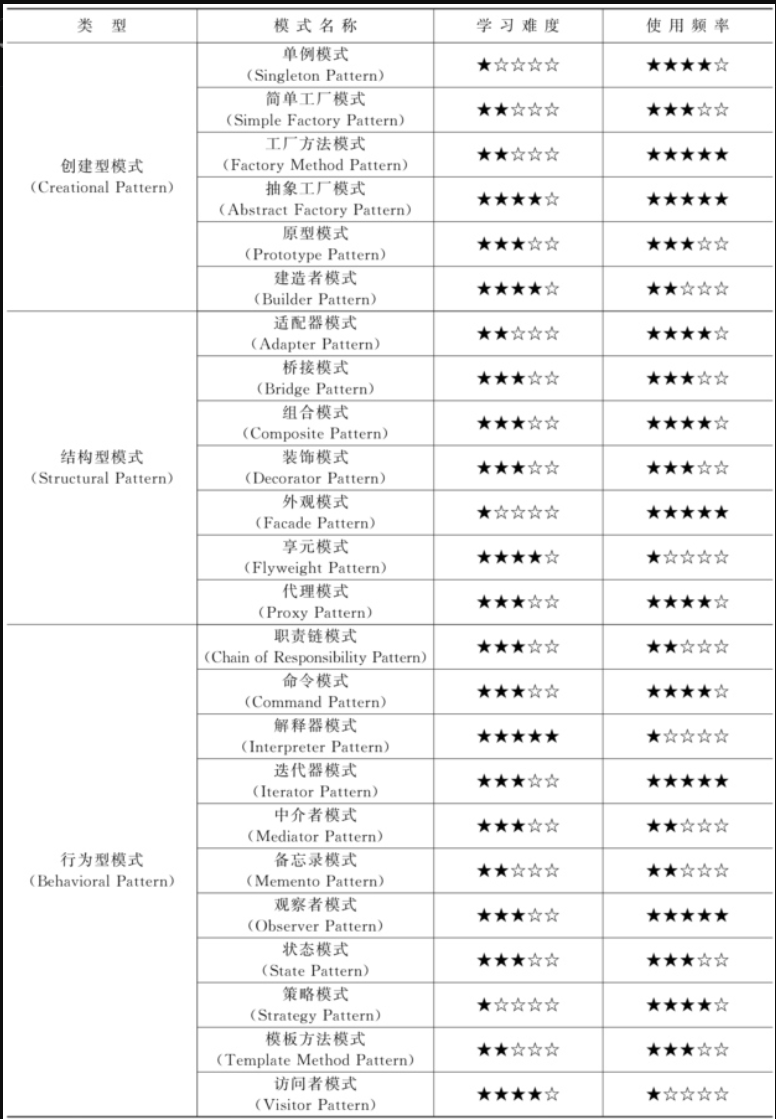 类 型 模式名称 学习难度 使用频率
创建型模式
(Creational Pattern)
单例模式
(Singleton Pattern)
★☆☆☆☆ ★★★★☆
简单工厂模式
(Simple Factory Pattern)
★★☆☆☆ ★★★☆☆
工厂方法模式
(Factory Method Pattern)
★★☆☆☆ ★★★★★
抽象工厂模式
(Abstract Factory Pattern)
★★★★☆ ★★★★★
原型模式
(Prototype Pattern)
★★★☆☆ ★★★☆☆
建造者模式
(Builder Pattern)
★★★★☆ ★★☆☆☆
结构型模式
(Structural Pattern)
适配器模式
(Adapter Pattern)
★★☆☆☆ ★★★★☆
桥接模式
(Bridge Pattern)
★★★☆☆ ★★★☆☆
组合模式
(Composite Pattern)
★★★☆☆ ★★★★☆
装饰模式
(Decorator Pattern)
★★★☆☆ ★★★☆☆
外观模式
(Facade Pattern)
★☆☆☆☆ ★★★★★
享元模式
(Flyweight Pattern)
★★★★☆ ★☆☆☆☆
代理模式
(Proxy Pattern)
★★★☆☆ ★★★★☆
行为型模式
(Behavioral Pattern)
职责链模式
(Chain of Responsibility Pattern)
★★★☆☆ ★★☆☆☆
命令模式
(Command Pattern)
★★★☆☆ ★★★★☆
解释器模式
(Interpreter Pattern)
★★★★★ ★☆☆☆☆
迭代器模式
(Iterator Pattern)
★★★☆☆ ★★★★★
中介者模式
(Mediator Pattern)
★★★☆☆ ★★☆☆☆
备忘录模式
(Memento Pattern)
★★☆☆☆ ★★☆☆☆
观察者模式
(Observer Pattern)
★★★☆☆ ★★★★★
状态模式
(State Pattern)
★★★☆☆ ★★★☆☆
策略模式
(Strategy Pattern)
★☆☆☆☆ ★★★★☆
模板方法模式
(Template Method Pattern)
★★☆☆☆ ★★★☆☆
访问者模式
(Visitor Pattern)
★★★★☆ ★☆☆☆☆